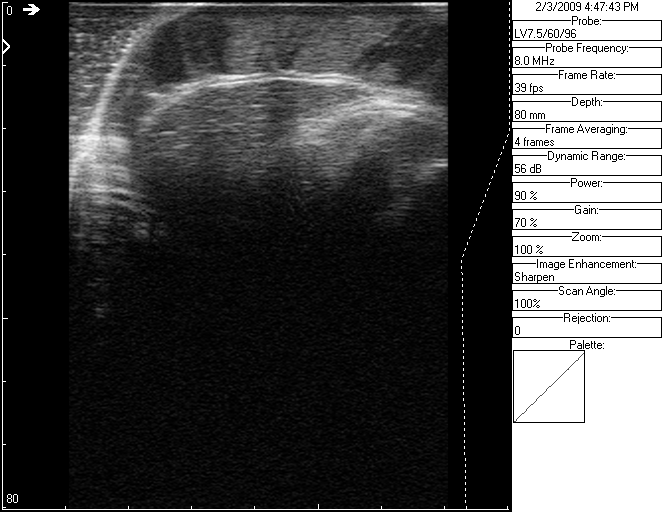 0
80
2/3/2009 4:47:43 PM
Probe:
LV7.5/60/96
Probe Frequency:
8.0 MHz
Frame Rate:
39 fps
Depth:
80 mm
Frame Averaging:
4 frames
Dynamic Range:
56 dB
Power:
90 %
Gain:
70 %
Zoom:
100 %
Image Enhancement:
Sharpen
Scan Angle:
100%
Rejection:
0
Palette: